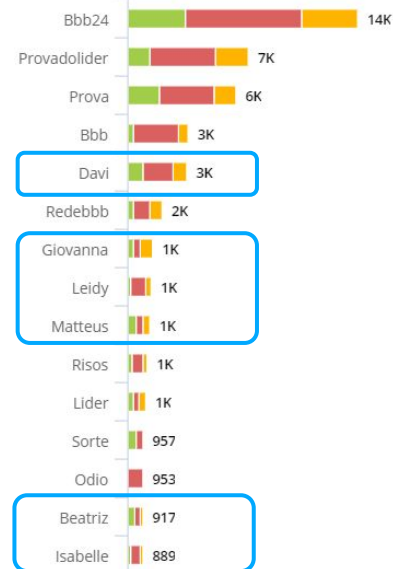 Bbb24 14K
Provadolider 7K
Prova 6K
Bbb 3K
Davi 3K
Redebbb 2K
Giovanna 1K
Leidy 1K
Matteus 1K
Risos 1K
Lider 1K
Sorte 957
Odio 953
Beatriz 917
Isabelle 889